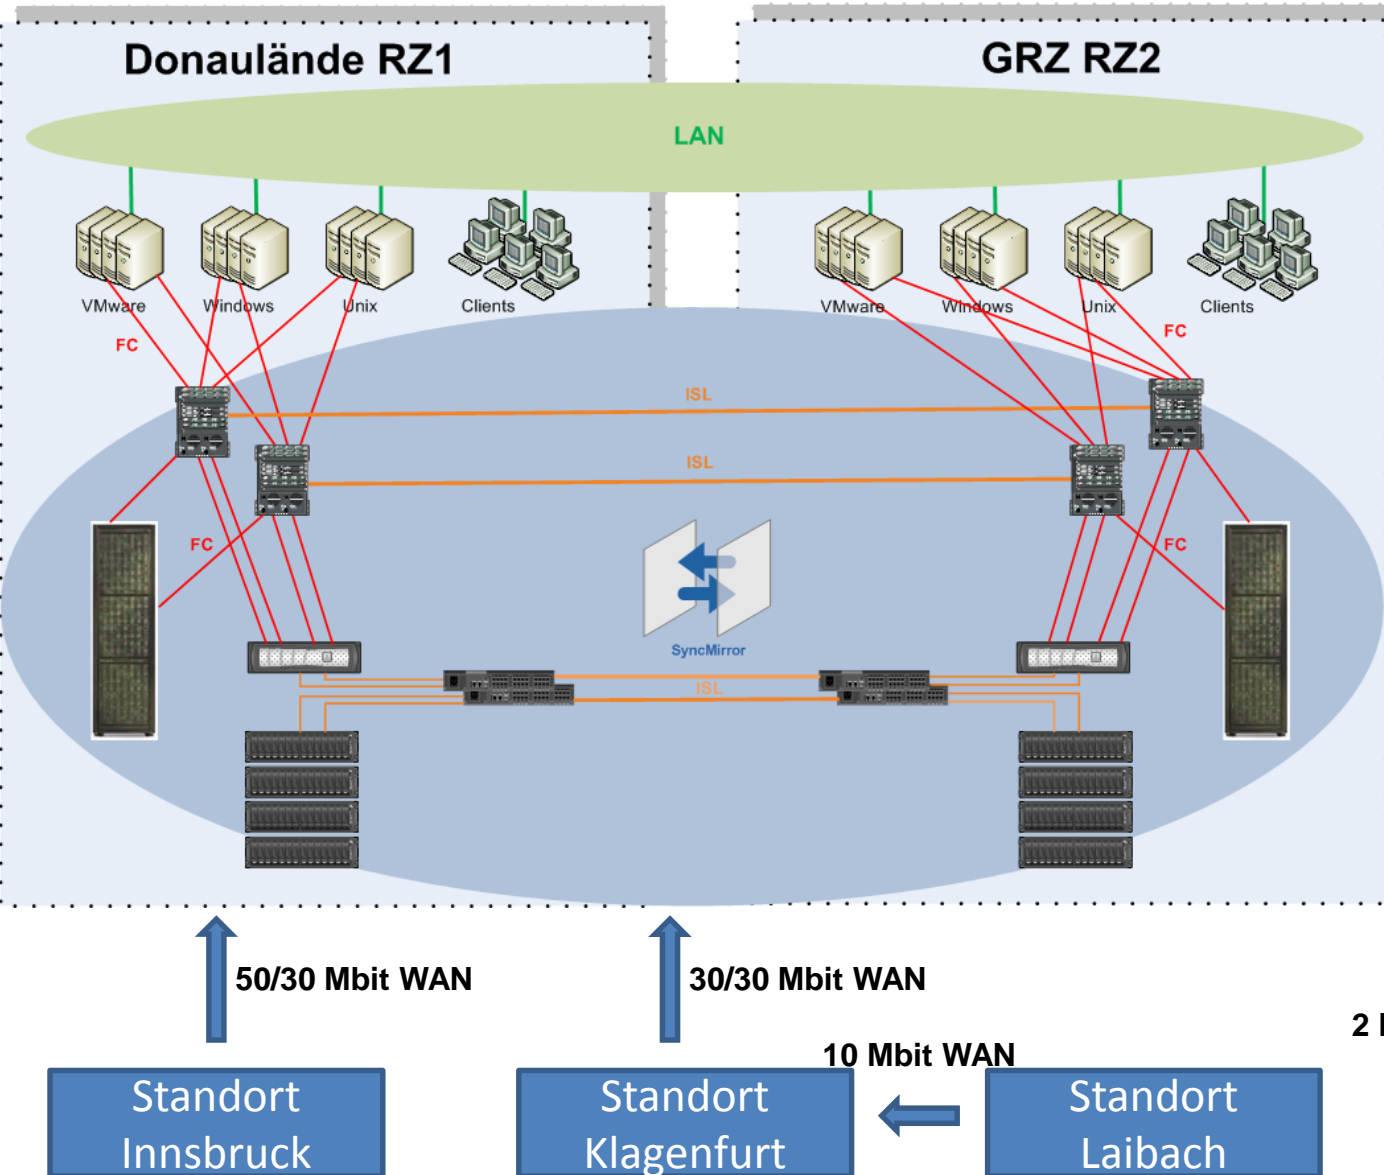 Donaulände RZ1
GRZ RZ2
LAN
VMware
Windows
Unix
Clients
VMware
Windows
Unix
Clients
FC
FC
ISL
ISL
FC
FC
SyncMirror
ISL
50/30 Mbit WAN
30/30 Mbit WAN
2
10 Mbit WAN
Standort
Innsbruck
Standort
Klagenfurt
Standort
Laibach